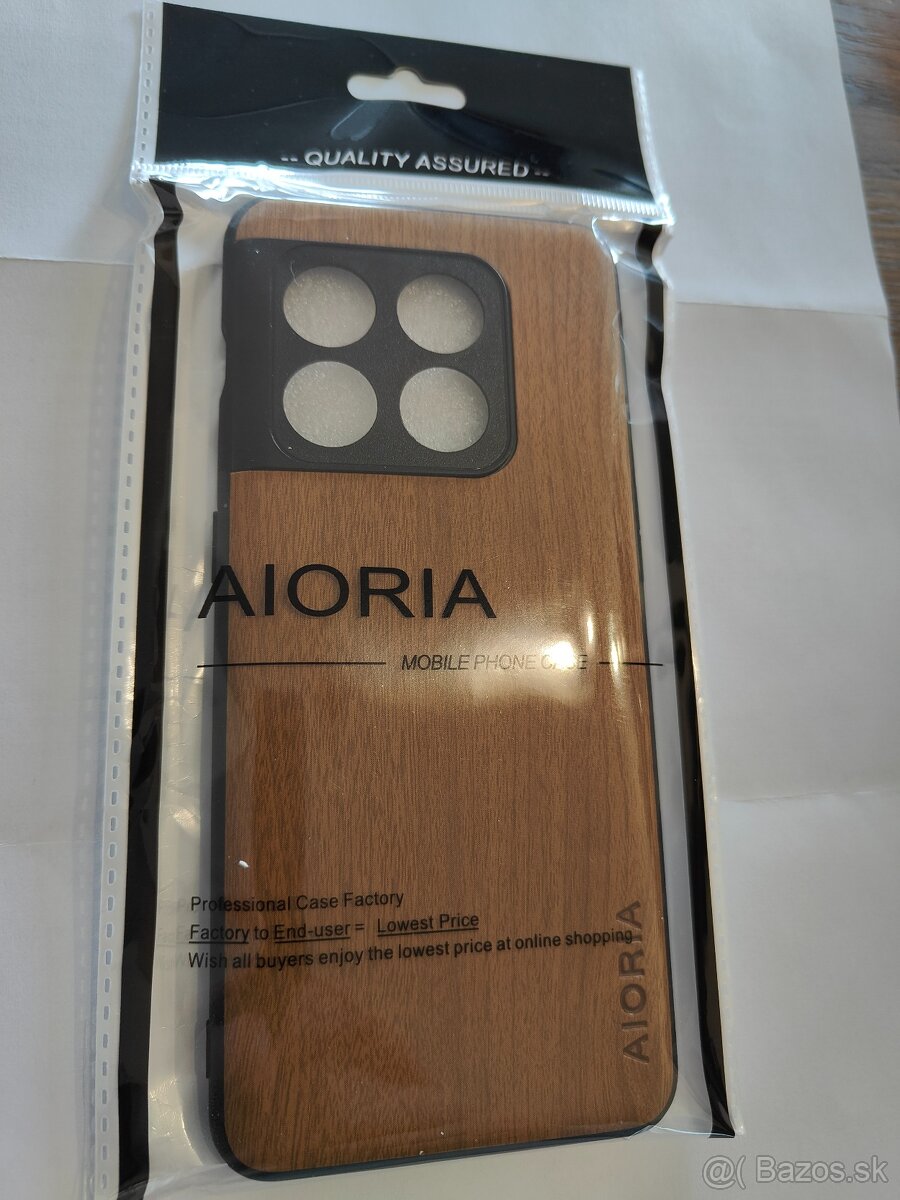 -- QUALITY ASSURED --
AIORIA
MOBILE PHONE CASE
Professional Case Factory
Factory to End-user = Lowest Price
Wish all buyers enjoy the lowest price at online shopping
AIORIA
@( Bazos.sk